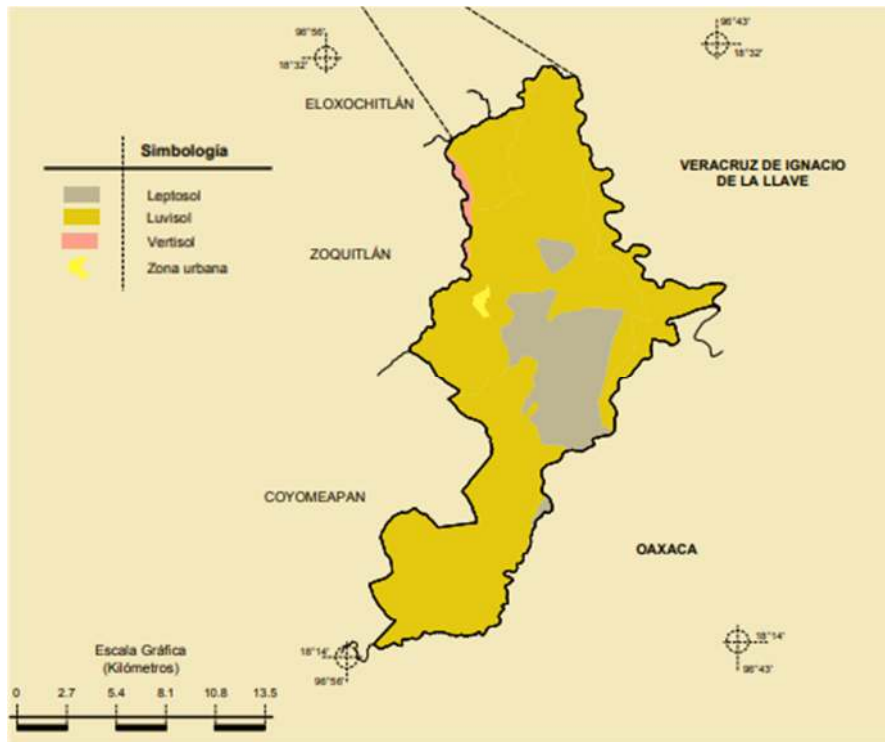 96°56'
18°32'
96°43'
18°32'
ELOXOCHITLÁN
Simbología
Leptosol
Luvisol
Vertisol
Zona urbana
VERACRUZ DE IGNACIO
DE LA LLAVE
ZOQUITLÁN
COYOMEAPAN
OAXACA
Escala Gráfica
(Kilómetros)
0 2.7 5.4 8.1 10.8 13.5
18°14'
96°56'
18°14'
96°43'